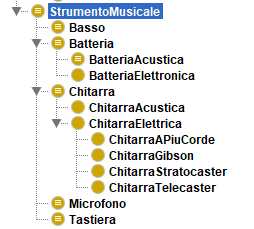 StrumentoMusicale
Basso
Batteria
BatteriaAcustica
BatteriaElettronica
Chitarra
ChitarraAcustica
ChitarraElettrica
ChitarraAPiuCorde
ChitarraGibson
ChitarraStratocaster
ChitarraTelecaster
Microfono
Tastiera